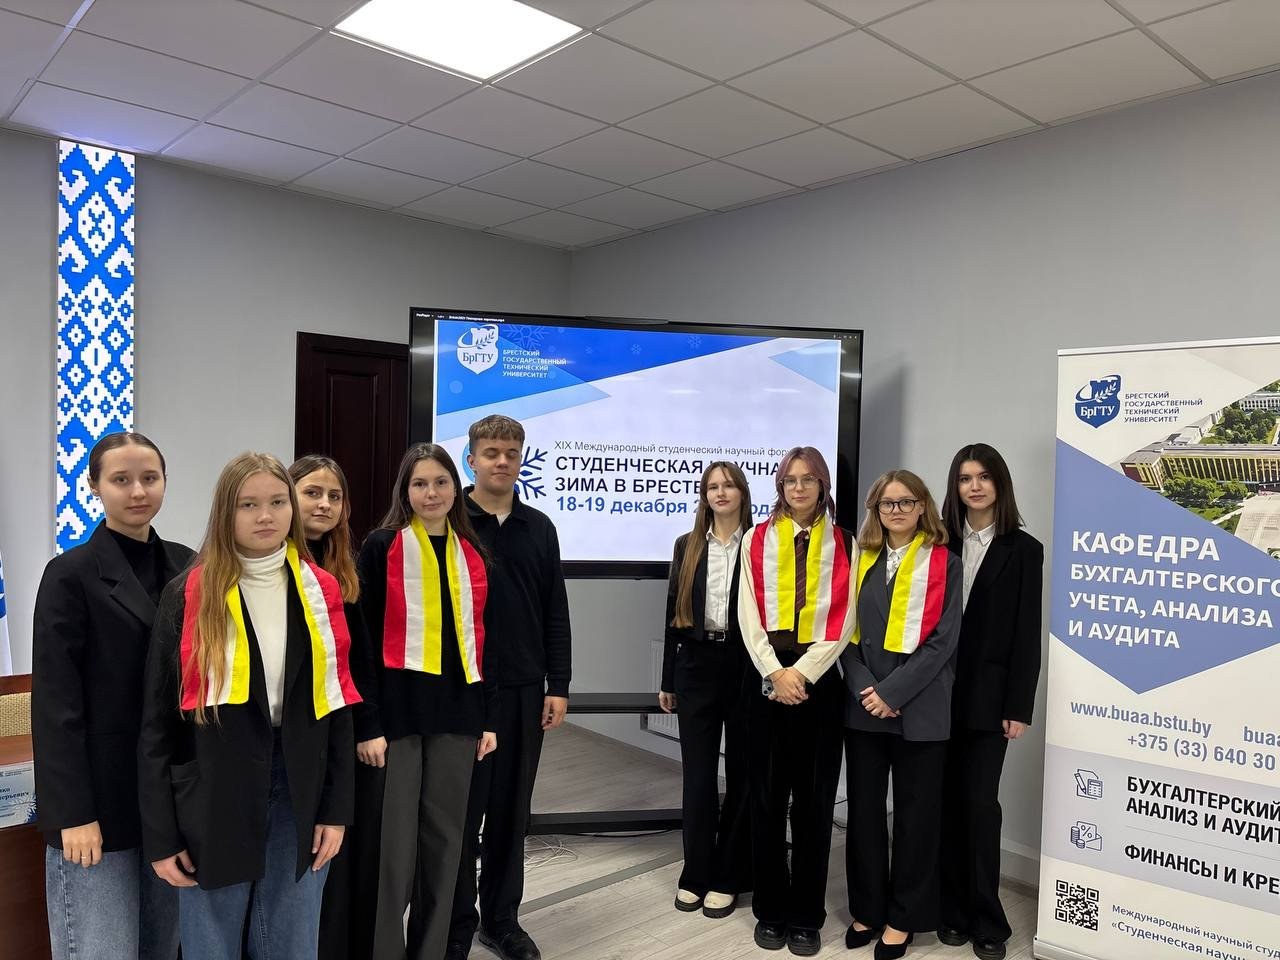 БрГТУ
БРЕСТСКИЙ
ГОСУДАРСТВЕННЫЙ
ТЕХНИЧЕСКИЙ
УНИВЕРСИТЕТ
XIX Международный студенческий научный
СТУДЕНЧЕСКАЯ
ЗИМА В БРЕСТЕ
18-19 декабря
БрГТУ
БРЕСТСКИЙ
ГОСУДАРСТВЕННЫЙ
ТЕХНИЧЕСКИЙ
УНИВЕРСИТЕТ
КАФЕДРА
БУХГАЛТЕРСКОГО
УЧЕТА, АНАЛИЗА
И АУДИТА
www.buaa.bstu.by buaa
+375 (33) 640 30
БУХГАЛТЕРСКИЙ
АНАЛИЗ И АУДИТ
ФИНАНСЫ И КРЕ
Международный научный студ
«Студенческая научн